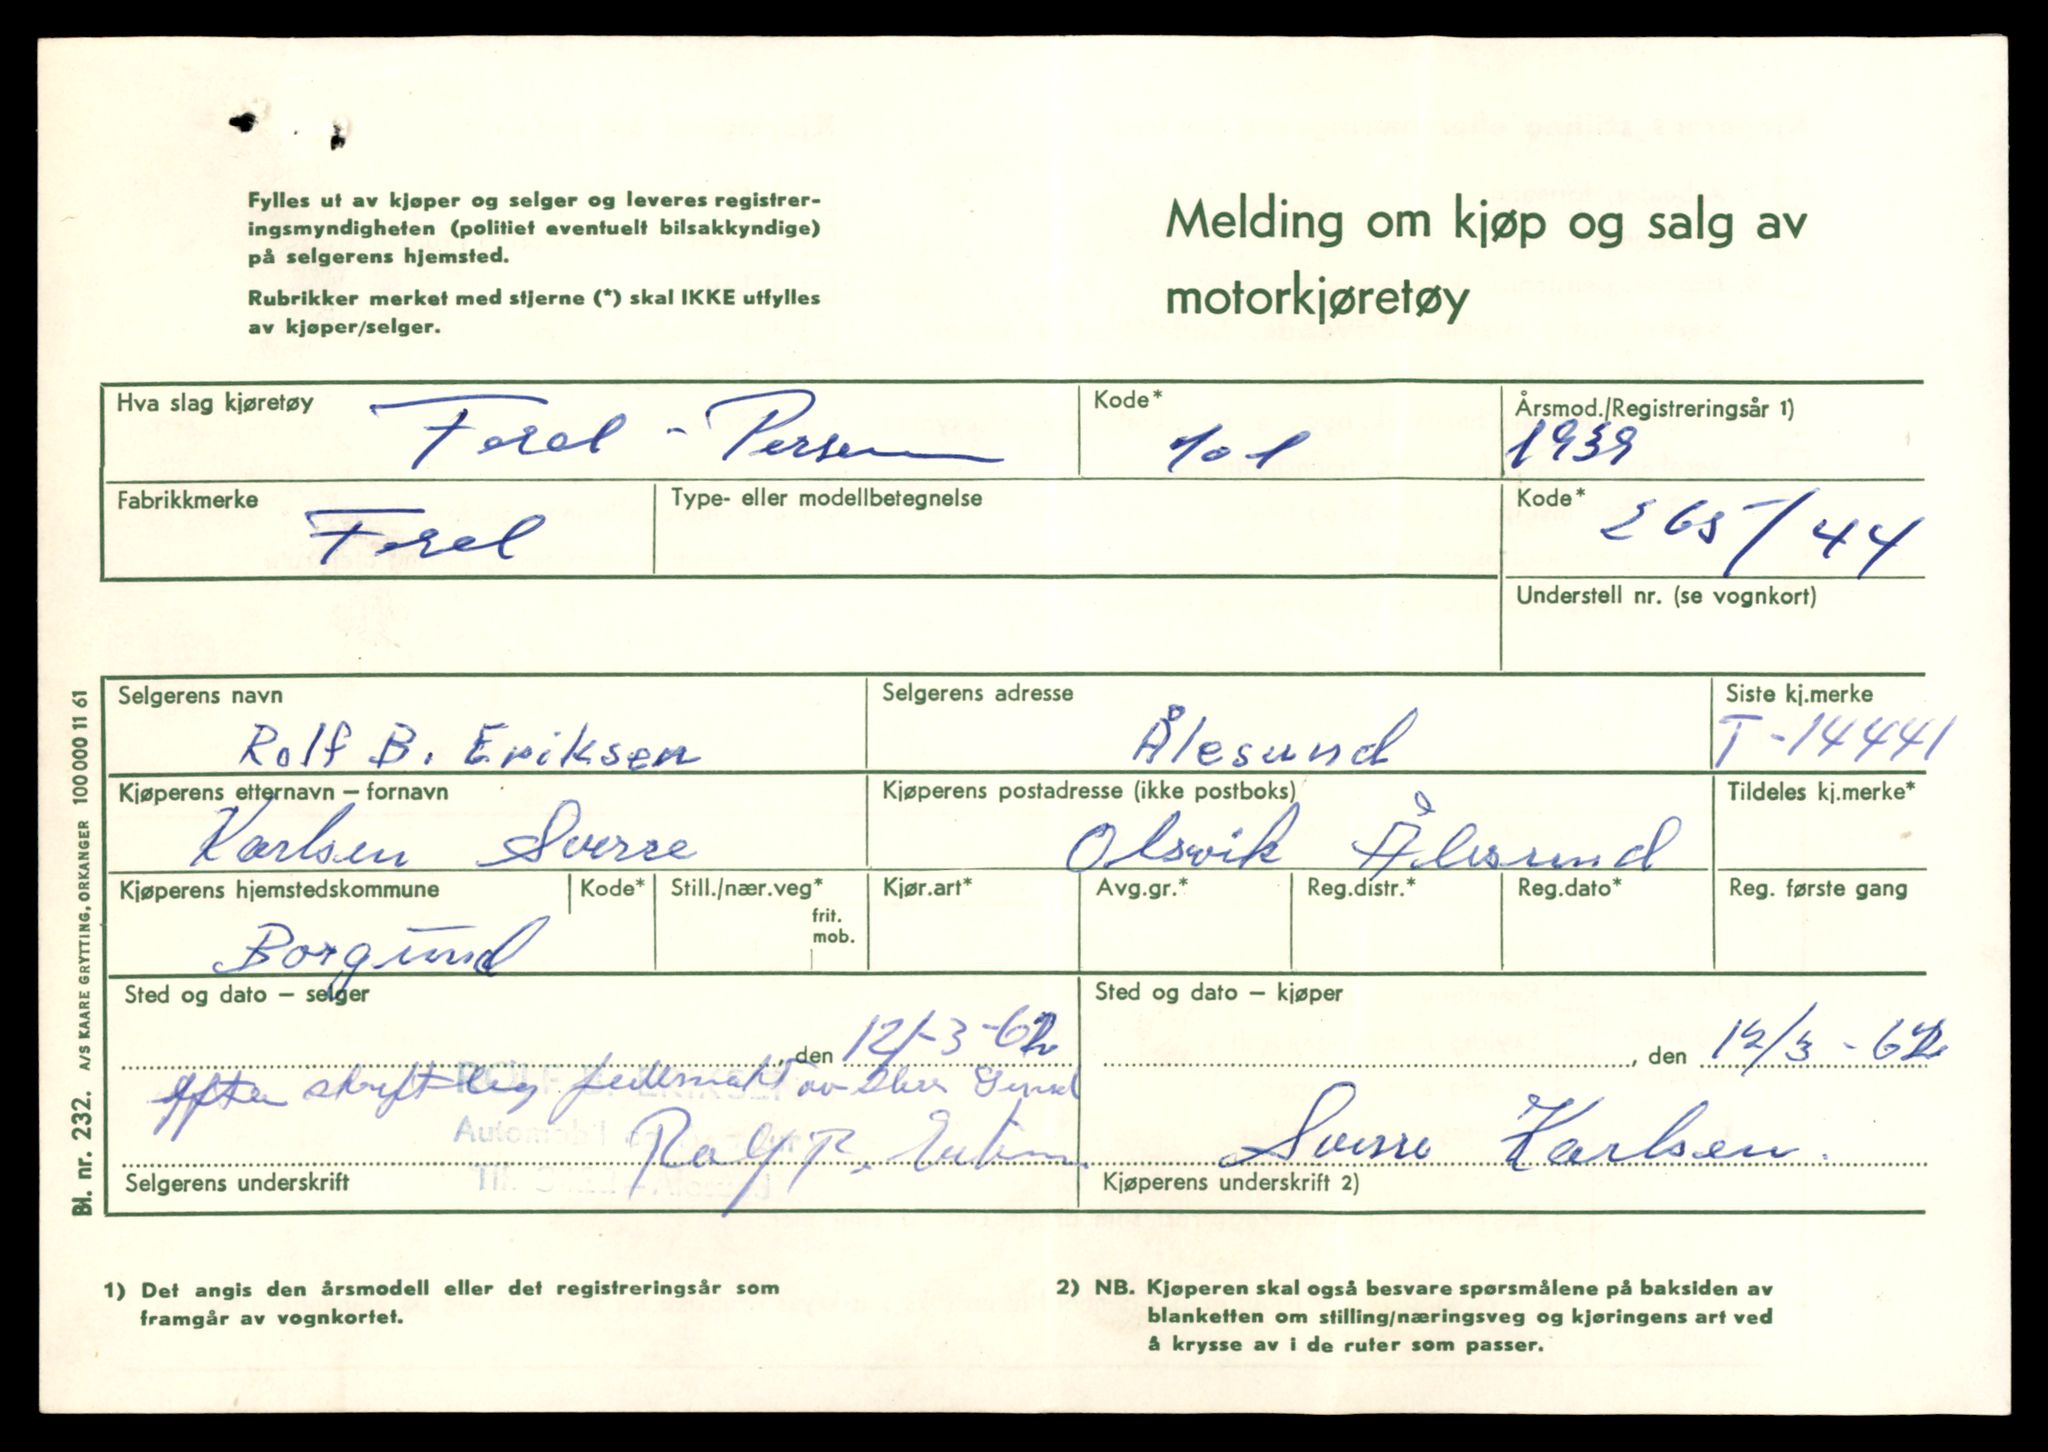 Fylles ut av kjøper og selger og leveres registrer-
ingsmyndigheten (politiet eventuelt bilsakkyndige)
på selgerens hjemsted.
Rubrikker merket med stjerne (*) skal IKKE utfylles
av kjøper/selger.
Melding om kjøp og salg av
motorkjøretøy
Hva slag kjøretøy
Kode*
Årsmod./Registreringsår 1)
101
1939
Fabrikkmerke
Type- eller modellbetegnelse
Kode*
265/44
Understell nr. (se vognkort)
Selgerens navn
Selgerens adresse
Siste kj.merke
Rolf B. Eriksen
Ålesund
T-14441
Kjøperens etternavn – fornavn
Kjøperens postadresse (ikke postboks)
Tildeles kj.merke*
Karlsen Sverre
Olsvik Ålesund
Kjøperens hjemstedskommune
Kode*
Still./nær.veg*
frit.
mob.
Kjør.art*
Avg.gr.*
Reg.distr.*
Reg.dato*
Reg. første gang
Borgund
Sted og dato – selger
Sted og dato – kjøper
, den 12/-3-62
, den 12/3-62
ROLF B. ERIKSEN
efter skriftlig av
Sverre Karlsen.
Selgerens underskrift
Kjøperens underskrift 2)
1) Det angis den årsmodell eller det registreringsår som
framgår av vognkortet.
2) NB. Kjøperen skal også besvare spørsmålene på baksiden av
blanketten om stilling/næringsveg og kjøringens art ved
å krysse av i de ruter som passer.
Bl. nr. 232. A/S KAARE GRYTTING, ORKANGER 100 000 11 61